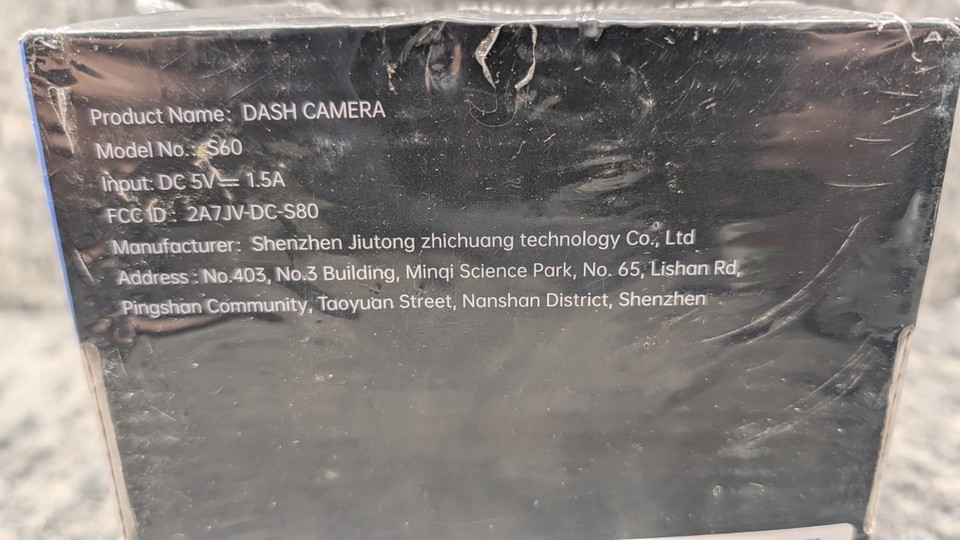 Product Name: DASH CAMERA
Model No.: S60
Input: DC 5V⎓ 1.5A
FCC ID: 2A7JV-DC-S80
Manufacturer: Shenzhen Jiutong zhichuang technology Co., Ltd
Address: No.403, No.3 Building, Minqi Science Park, No. 65, Lishan Rd,
Pingshan Community, Taoyuan Street, Nanshan District, Shenzhen